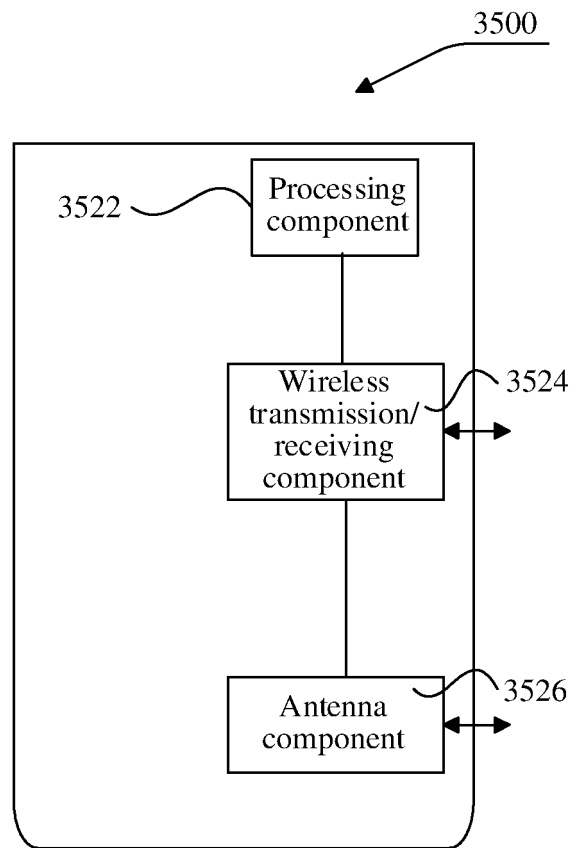 3500
Processing
component
3522
Wireless
transmission/
receiving
component
3524
Antenna
component
3526